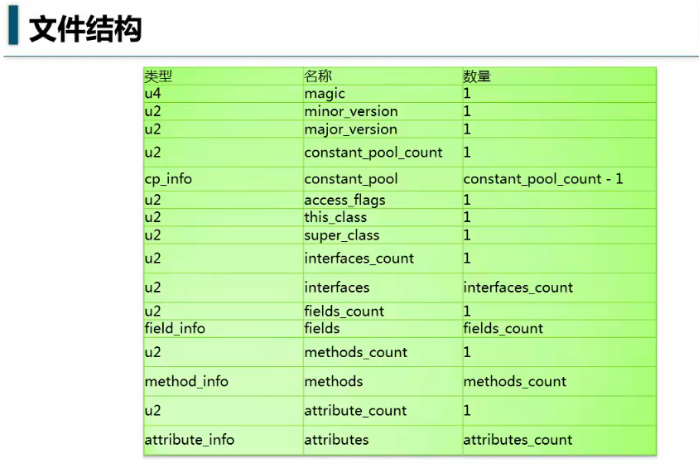 文件结构
类型 名称 数量
u4 magic 1
u2 minor_version 1
u2 major_version 1
u2 constant_pool_count 1
cp_info constant_pool constant_pool_count - 1
u2 access_flags 1
u2 this_class 1
u2 super_class 1
u2 interfaces_count 1
u2 interfaces interfaces_count
u2 fields_count 1
field_info fields fields_count
u2 methods_count 1
method_info methods methods_count
u2 attribute_count 1
attribute_info attributes attributes_count